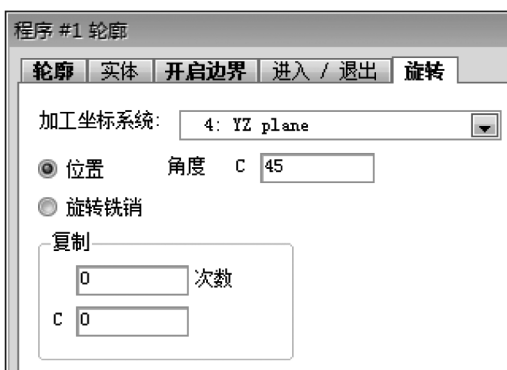 程序 #1 轮廓
轮廓 实体 开启边界 进入 / 退出 旋转
加工坐标系统: 4: YZ plane
位置 角度 C 45
旋转铣销
复制
0 次数
C 0